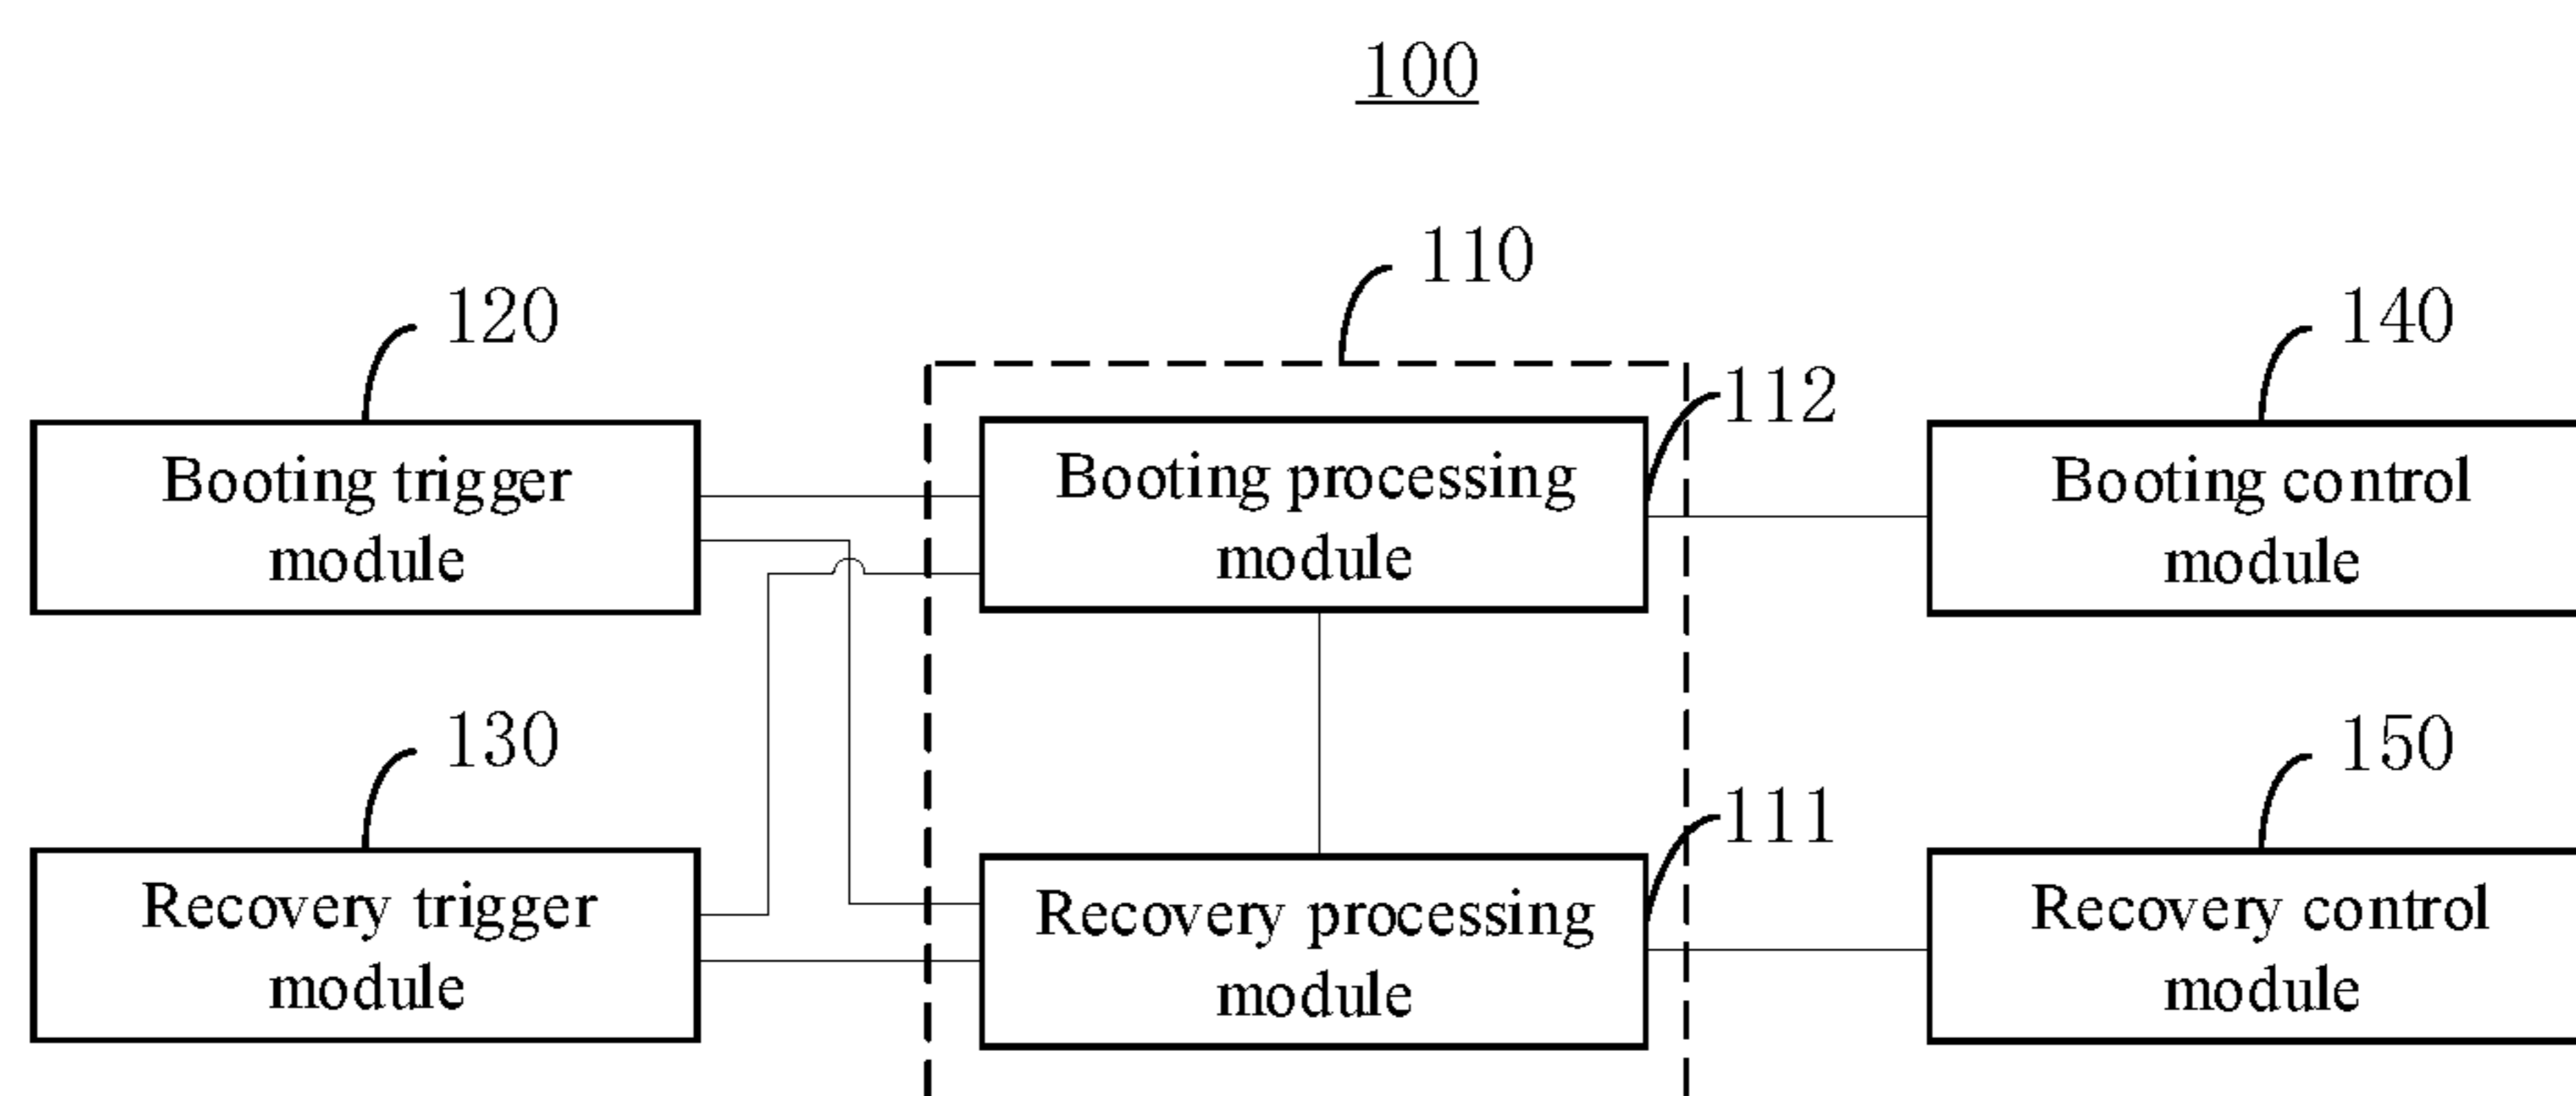 100
110
120
140
112
Booting trigger
module
Booting processing
module
Booting control
module
130
150
111
Recovery trigger
module
Recovery processing
module
Recovery control
module